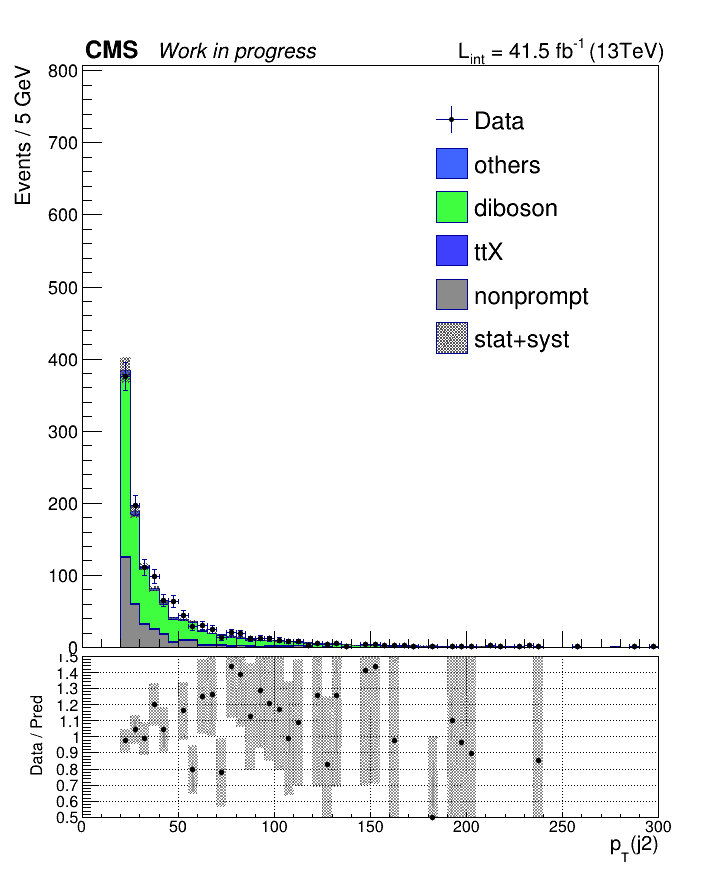 CMS Work in progress L_int = 41.5 fb^-1 (13TeV)
Events / 5 GeV
800
700
600
500
400
300
200
100
0
Data
others
diboson
ttX
nonprompt
stat+syst
Data / Pred
1.5
1.4
1.3
1.2
1.1
1
0.9
0.8
0.7
0.6
0.5
0 50 100 150 200 250 300
p_T(j2)